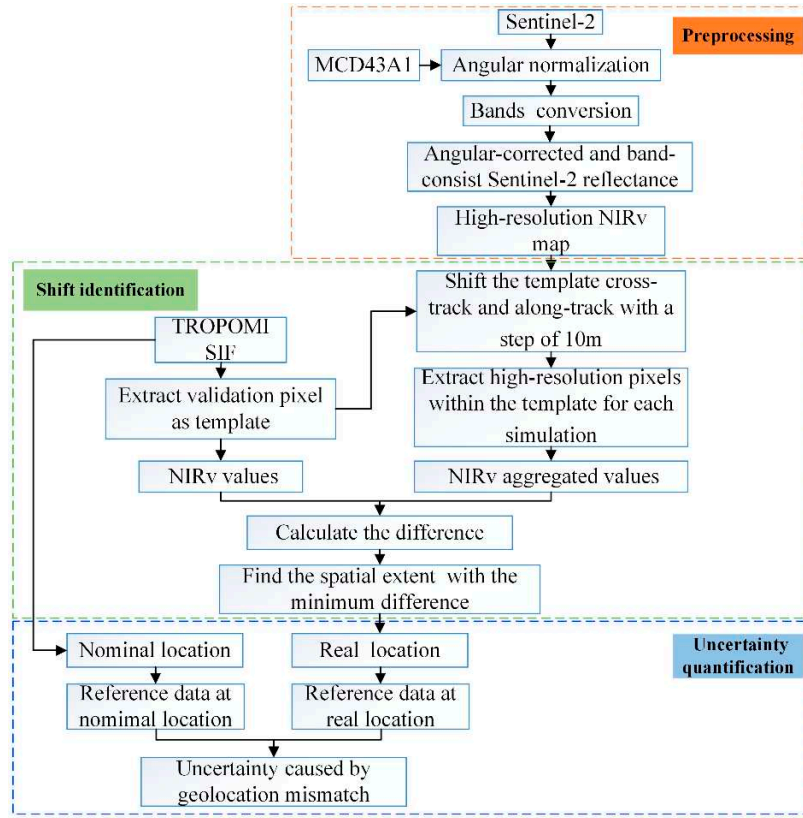 Sentinel-2
Preprocessing
MCD43A1
Angular normalization
Bands conversion
Angular-corrected and band-
consist Sentinel-2 reflectance
High-resolution NIRv
map
Shift identification
Shift the template cross-
track and along-track with a
step of 10m
TROPOMI
SIF
Extract validation pixel
as template
Extract high-resolution pixels
within the template for each
simulation
NIRv values
NIRv aggregated values
Calculate the difference
Find the spatial extent with the
minimum difference
Nominal location
Real location
Uncertainty
quantification
Reference data at
nomimal location
Reference data at
real location
Uncertainty caused by
geolocation mismatch